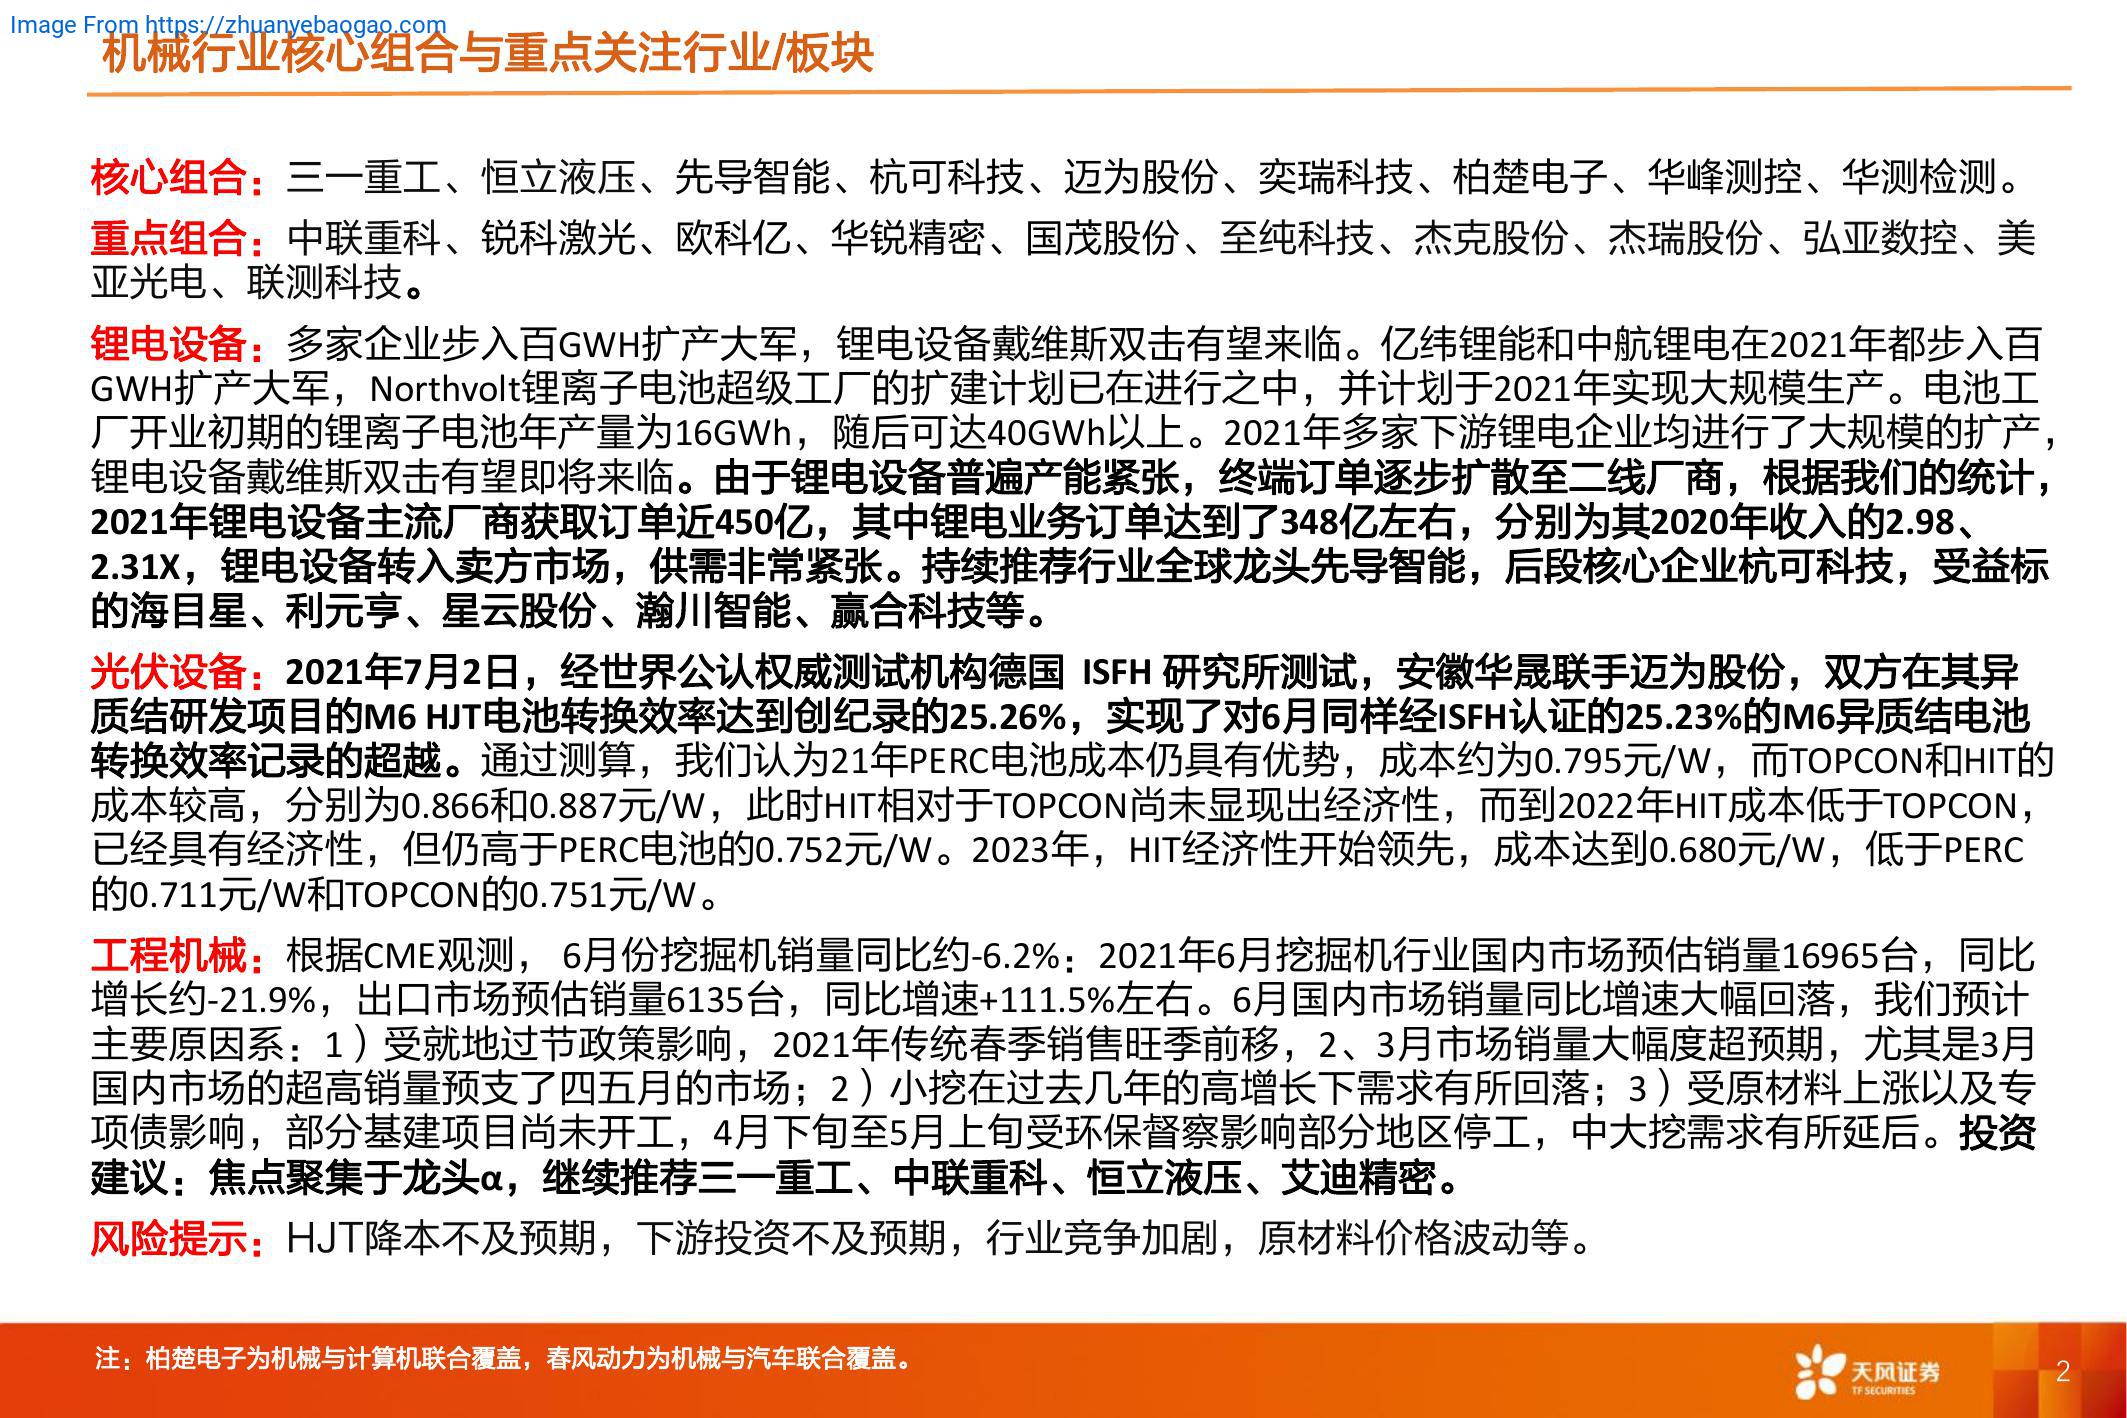 Image From https://zhuanyebaogao.com
机械行业核心组合与重点关注行业/板块
核心组合：三一重工、恒立液压、先导智能、杭可科技、迈为股份、奕瑞科技、柏楚电子、华峰测控、华测检测。
重点组合：中联重科、锐科激光、欧科亿、华锐精密、国茂股份、至纯科技、杰克股份、杰瑞股份、弘亚数控、美
亚光电、联测科技。
锂电设备：多家企业步入百GWH扩产大军，锂电设备戴维斯双击有望来临。亿纬锂能和中航锂电在2021年都步入百
GWH扩产大军，Northvolt锂离子电池超级工厂的扩建计划已在进行之中，并计划于2021年实现大规模生产。电池工
厂开业初期的锂离子电池年产量为16GWh，随后可达40GWh以上。2021年多家下游锂电企业均进行了大规模的扩产，
锂电设备戴维斯双击有望即将来临。由于锂电设备普遍产能紧张，终端订单逐步扩散至二线厂商，根据我们的统计，
2021年锂电设备主流厂商获取订单近450亿，其中锂电业务订单达到了348亿左右，分别为其2020年收入的2.98、
2.31X，锂电设备转入卖方市场，供需非常紧张。持续推荐行业全球龙头先导智能，后段核心企业杭可科技，受益标
的海目星、利元亨、星云股份、瀚川智能、赢合科技等。
光伏设备：2021年7月2日，经世界公认权威测试机构德国 ISFH 研究所测试，安徽华晟联手迈为股份，双方在其异
质结研发项目的M6 HJT电池转换效率达到创纪录的25.26%，实现了对6月同样经ISFH认证的25.23%的M6异质结电池
转换效率记录的超越。通过测算，我们认为21年PERC电池成本仍具有优势，成本约为0.795元/W，而TOPCON和HIT的
成本较高，分别为0.866和0.887元/W，此时HIT相对于TOPCON尚未显现出经济性，而到2022年HIT成本低于TOPCON，
已经具有经济性，但仍高于PERC电池的0.752元/W。2023年，HIT经济性开始领先，成本达到0.680元/W，低于PERC
的0.711元/W和TOPCON的0.751元/W。
工程机械：根据CME观测， 6月份挖掘机销量同比约-6.2%：2021年6月挖掘机行业国内市场预估销量16965台，同比
增长约-21.9%，出口市场预估销量6135台，同比增速+111.5%左右。6月国内市场销量同比增速大幅回落，我们预计
主要原因系：1）受就地过节政策影响，2021年传统春季销售旺季前移，2、3月市场销量大幅度超预期，尤其是3月
国内市场的超高销量预支了四五月的市场；2）小挖在过去几年的高增长下需求有所回落；3）受原材料上涨以及专
项债影响，部分基建项目尚未开工，4月下旬至5月上旬受环保督察影响部分地区停工，中大挖需求有所延后。投资
建议：焦点聚集于龙头α，继续推荐三一重工、中联重科、恒立液压、艾迪精密。
风险提示：HJT降本不及预期，下游投资不及预期，行业竞争加剧，原材料价格波动等。
注：柏楚电子为机械与计算机联合覆盖，春风动力为机械与汽车联合覆盖。
天风证券
TF SECURITIES
2